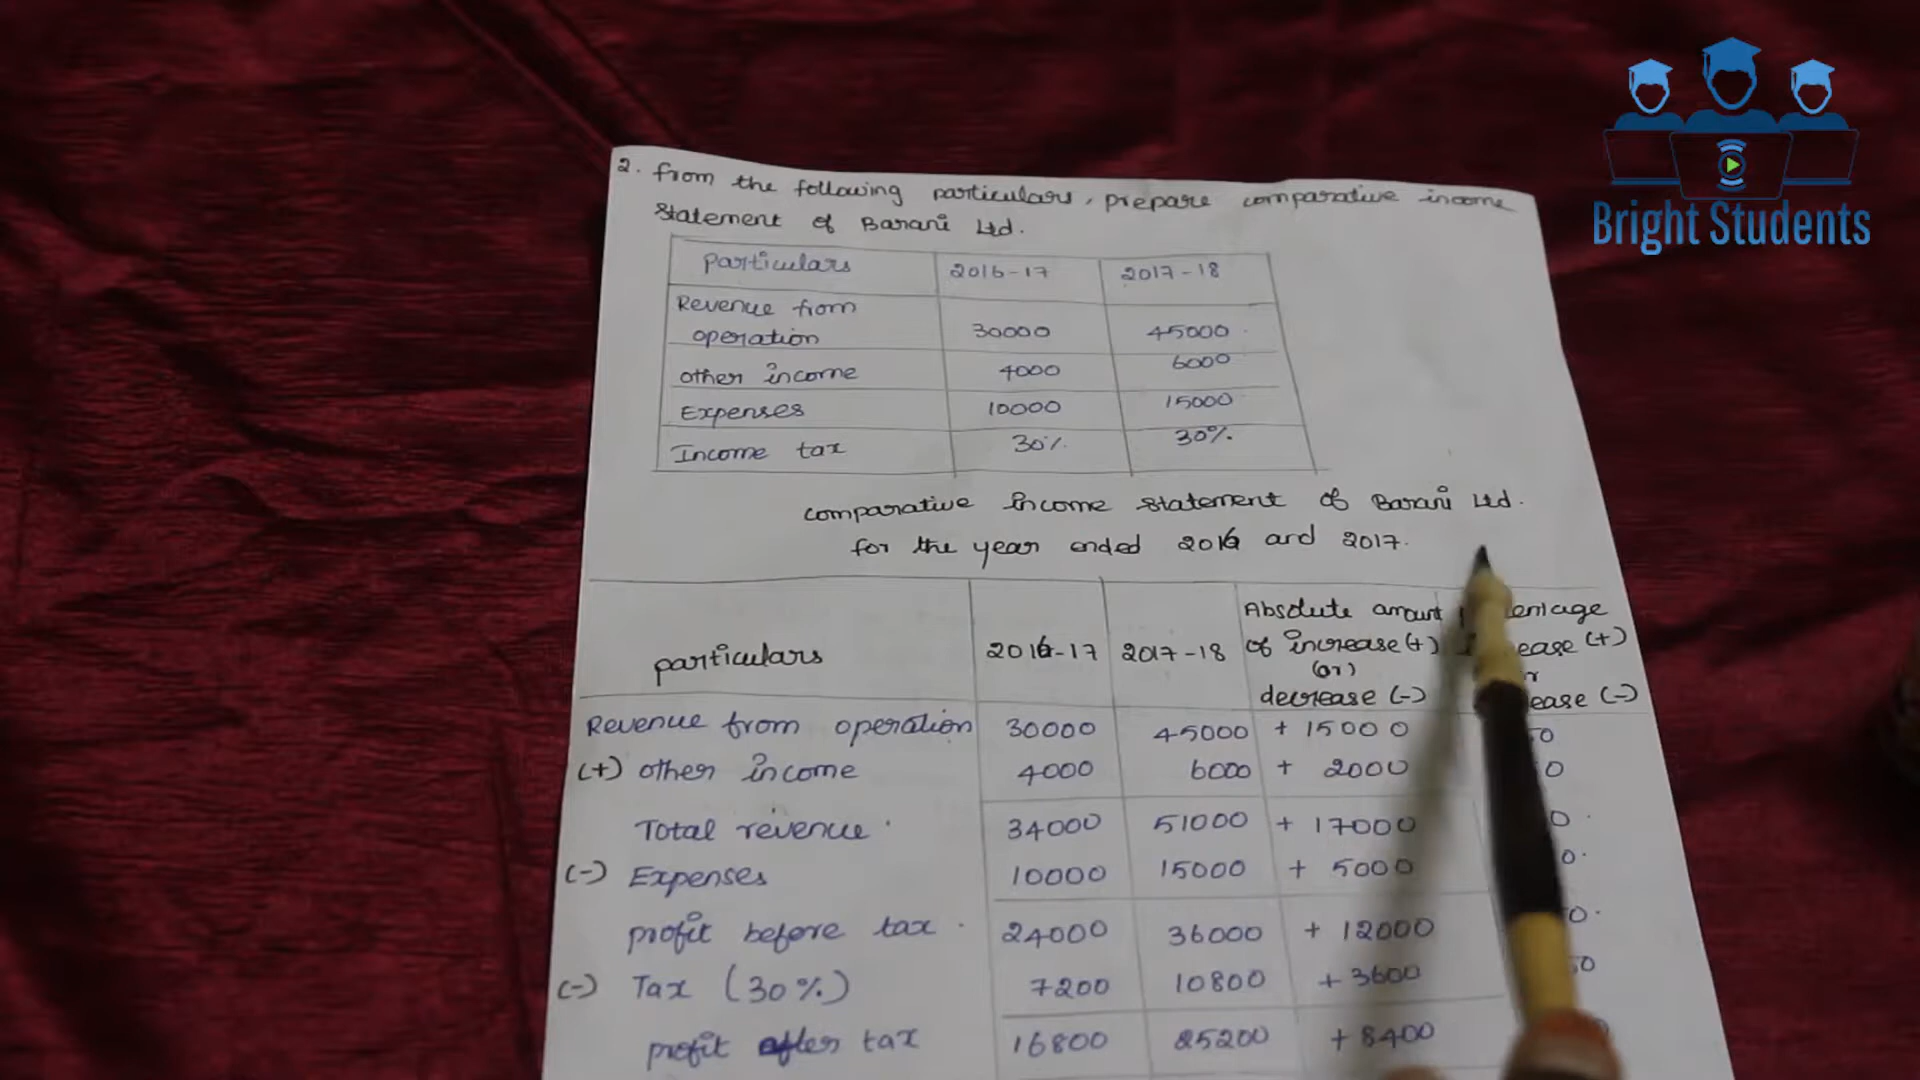 Bright Students
2. From the following particulars, prepare comparative income
Statement of Barani Ltd.
Particulars 2016-17 2017-18
Revenue from
operation 30000 45000
other income 4000 6000
Expenses 10000 15000
Income tax 30% 30%
Comparative income statement of Barani Ltd.
for the year ended 2016 and 2017.
Absolute amount
of increase (+) ease (+)
particulars 2016-17 2017-18
(or)
decrease (-) ease (-)
Revenue from operation 30000 45000 + 15000
(+) other income 4000 6000 + 2000
Total revenue 34000 51000 + 17000
(-) Expenses 10000 15000 + 5000
profit before tax 24000 36000 + 12000
(-) Tax (30%) 7200 10800 + 3600
profit after tax 16800 25200 + 8400